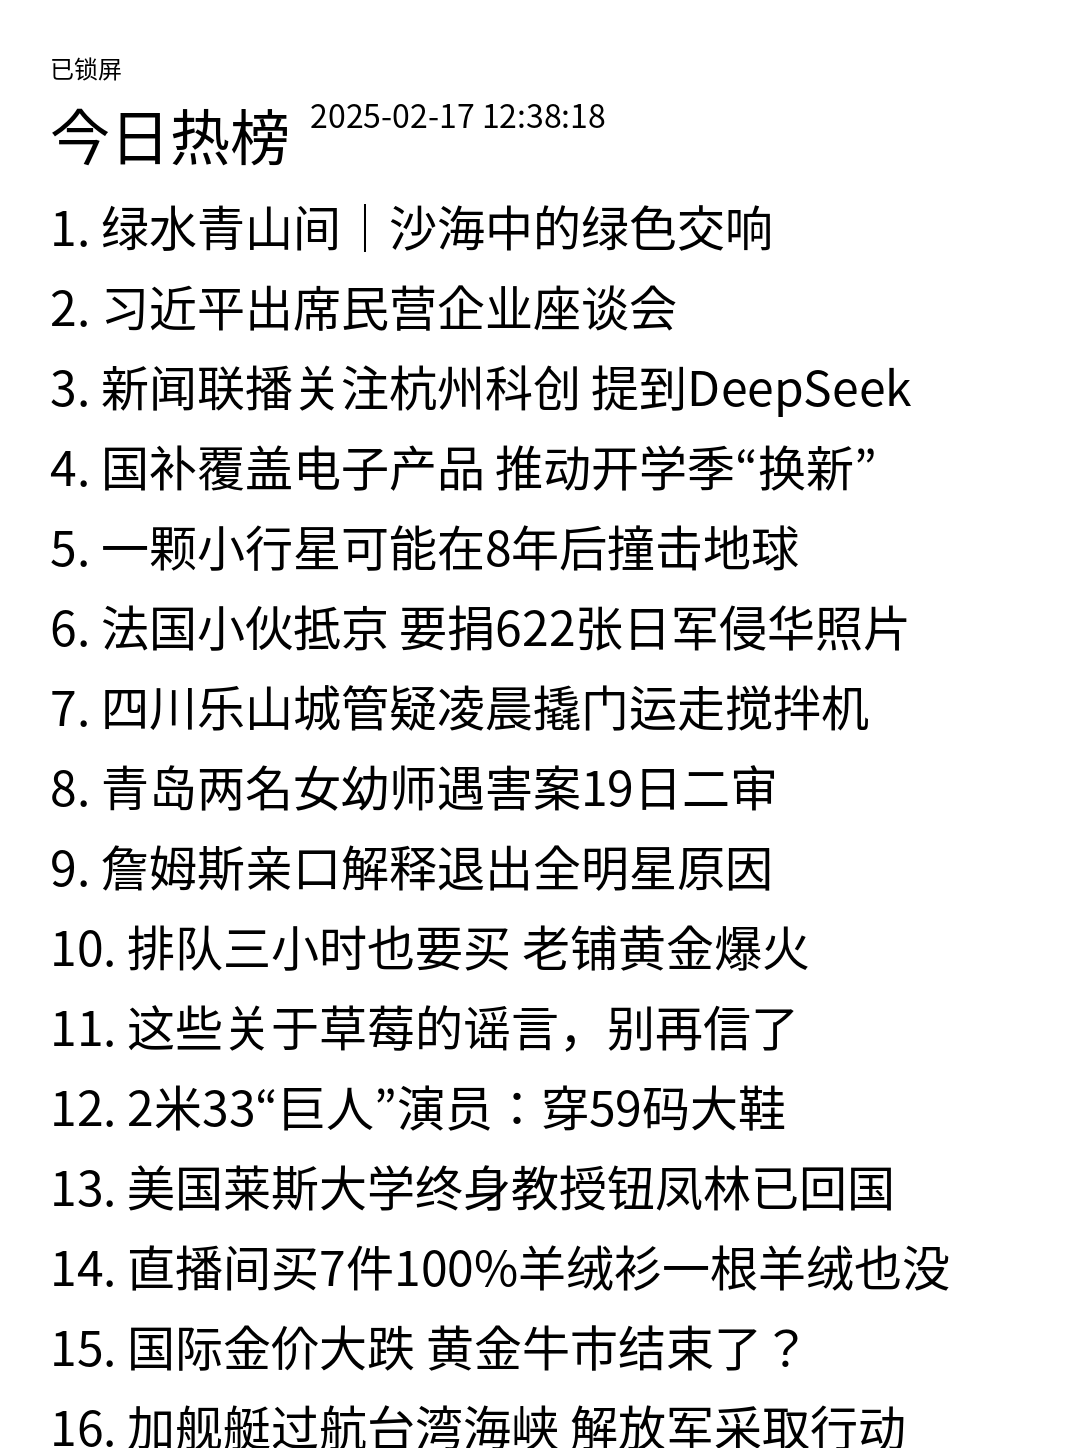 已锁屏
今日热榜 2025-02-17 12:38:18
1. 绿水青山间｜沙海中的绿色交响
2. 习近平出席民营企业座谈会
3. 新闻联播关注杭州科创 提到DeepSeek
4. 国补覆盖电子产品 推动开学季“换新”
5. 一颗小行星可能在8年后撞击地球
6. 法国小伙抵京 要捐622张日军侵华照片
7. 四川乐山城管疑凌晨撬门运走搅拌机
8. 青岛两名女幼师遇害案19日二审
9. 詹姆斯亲口解释退出全明星原因
10. 排队三小时也要买 老铺黄金爆火
11. 这些关于草莓的谣言，别再信了
12. 2米33“巨人”演员：穿59码大鞋
13. 美国莱斯大学终身教授钮凤林已回国
14. 直播间买7件100%羊绒衫一根羊绒也没
15. 国际金价大跌 黄金牛市结束了？
16. 加舰艇过航台湾海峡 解放军采取行动